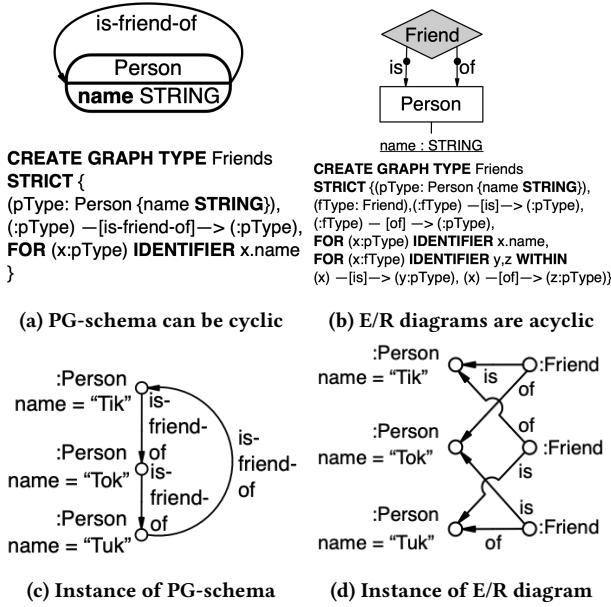 is-friend-of
Person
name STRING
CREATE GRAPH TYPE Friends
STRICT {
(pType: Person {name STRING}),
(:pType) —[is-friend-of]—> (:pType),
FOR (x:pType) IDENTIFIER x.name
}
(a) PG-schema can be cyclic
Friend
is
of
Person
name : STRING
CREATE GRAPH TYPE Friends
STRICT {(pType: Person {name STRING}),
(fType: Friend),(:fType) —[is]—> (:pType),
(:fType) — [of] —> (:pType),
FOR (x:pType) IDENTIFIER x.name,
FOR (x:fType) IDENTIFIER y,z WITHIN
(x) —[is]—> (y:pType), (x) —[of]—> (z:pType)}
(b) E/R diagrams are acyclic
:Person
name = “Tik”
is-
friend-
of
:Person
name = “Tok”
is-
friend-
of
:Person
name = “Tuk”
is-
friend-
of
(c) Instance of PG-schema
:Person
name = “Tik”
is
:Friend
of
of
:Person
name = “Tok”
:Friend
is
is
:Person
name = “Tuk”
of
:Friend
(d) Instance of E/R diagram